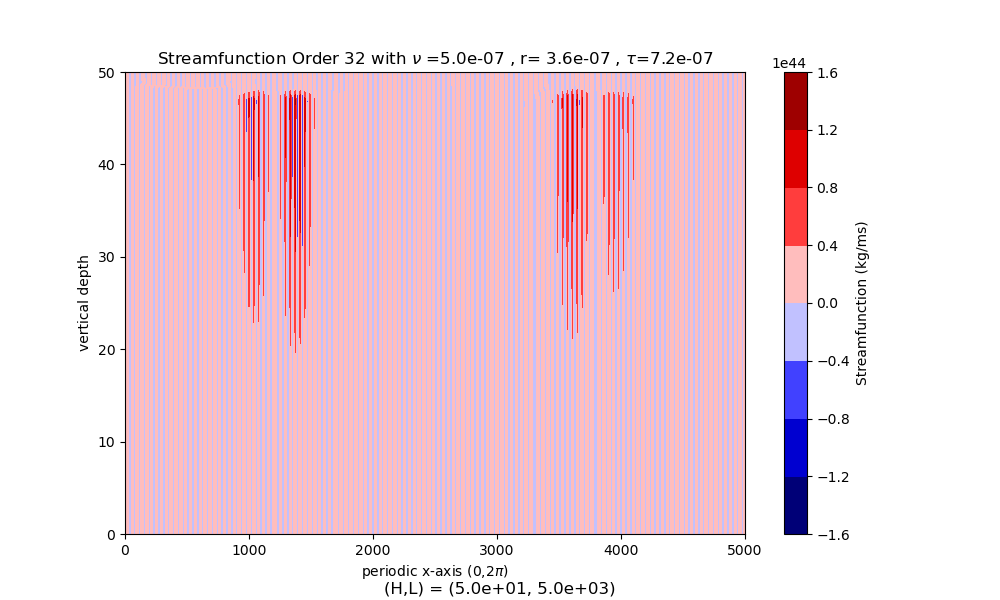 Streamfunction Order 32 with ν =5.0e-07 , r= 3.6e-07 , τ=7.2e-07
1e44
50
40
30
20
10
0
vertical depth
0 1000 2000 3000 4000 5000
periodic x-axis (0,2π)
(H,L) = (5.0e+01, 5.0e+03)
1.6
1.2
0.8
0.4
0.0
−0.4
−0.8
−1.2
−1.6
Streamfunction (kg/ms)